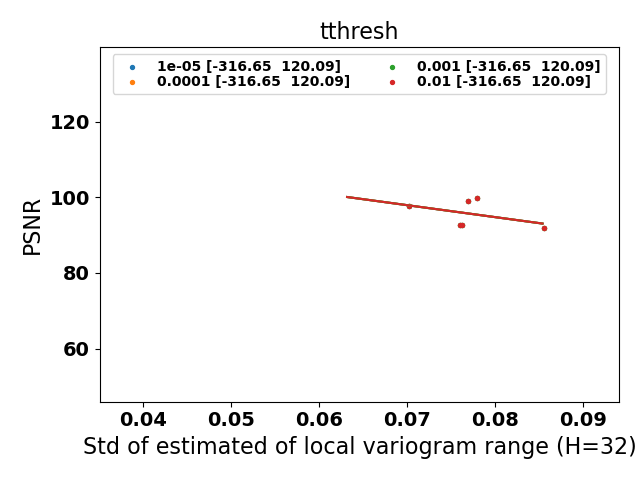 tthresh
1e-05 [-316.65  120.09]
0.0001 [-316.65  120.09]
0.001 [-316.65  120.09]
0.01 [-316.65  120.09]
PSNR
120
100
80
60
0.04 0.05 0.06 0.07 0.08 0.09
Std of estimated of local variogram range (H=32)